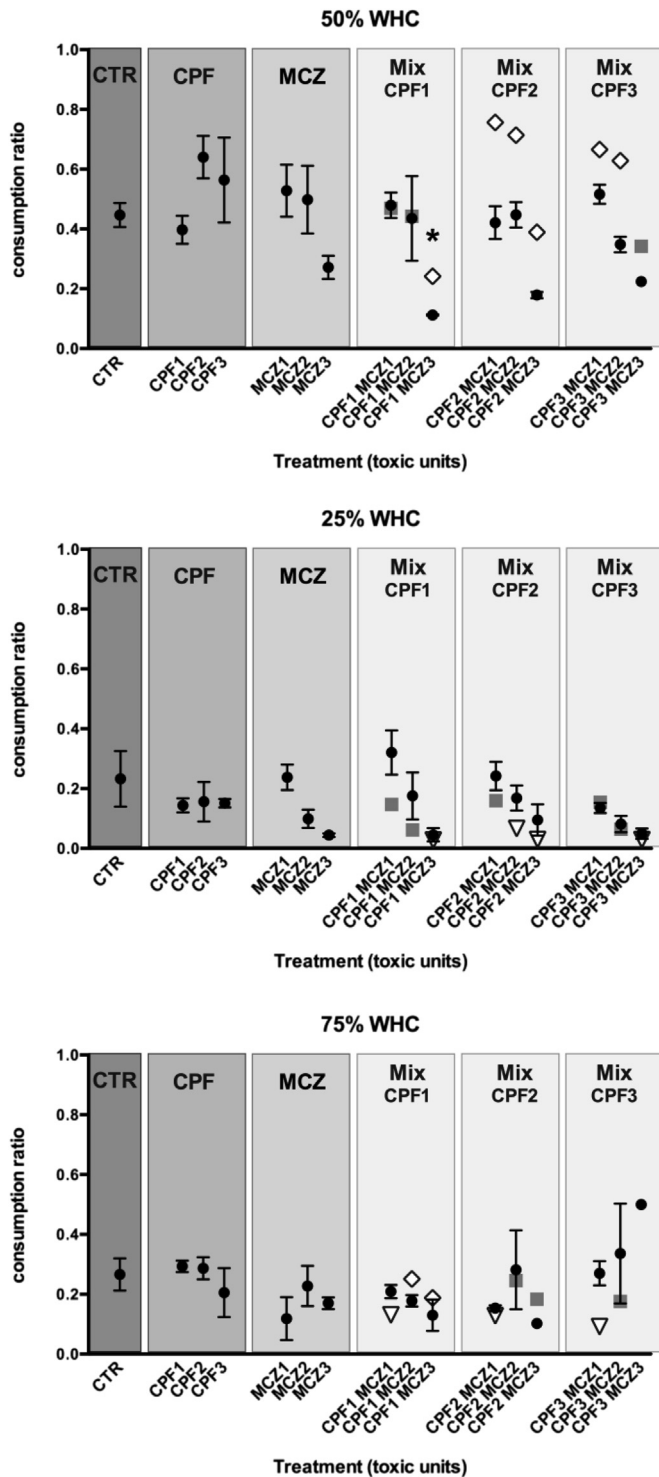 50% WHC
consumption ratio
1.0
0.8
0.6
0.4
0.2
0.0
CTR
CPF
MCZ
Mix
CPF1
Mix
CPF2
Mix
CPF3
*
CTR
CPF1
CPF2
CPF3
MCZ1
MCZ2
MCZ3
CPF1 MCZ1
CPF1 MCZ2
CPF1 MCZ3
CPF2 MCZ1
CPF2 MCZ2
CPF2 MCZ3
CPF3 MCZ1
CPF3 MCZ2
CPF3 MCZ3
Treatment (toxic units)
25% WHC
consumption ratio
1.0
0.8
0.6
0.4
0.2
0.0
CTR
CPF
MCZ
Mix
CPF1
Mix
CPF2
Mix
CPF3
CTR
CPF1
CPF2
CPF3
MCZ1
MCZ2
MCZ3
CPF1 MCZ1
CPF1 MCZ2
CPF1 MCZ3
CPF2 MCZ1
CPF2 MCZ2
CPF2 MCZ3
CPF3 MCZ1
CPF3 MCZ2
CPF3 MCZ3
Treatment (toxic units)
75% WHC
consumption ratio
1.0
0.8
0.6
0.4
0.2
0.0
CTR
CPF
MCZ
Mix
CPF1
Mix
CPF2
Mix
CPF3
CTR
CPF1
CPF2
CPF3
MCZ1
MCZ2
MCZ3
CPF1 MCZ1
CPF1 MCZ2
CPF1 MCZ3
CPF2 MCZ1
CPF2 MCZ2
CPF2 MCZ3
CPF3 MCZ1
CPF3 MCZ2
CPF3 MCZ3
Treatment (toxic units)